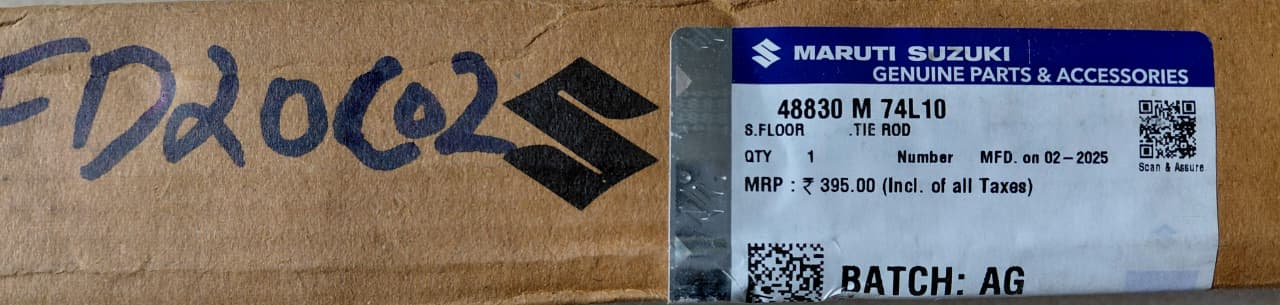 FD20C02
MARUTI SUZUKI
GENUINE PARTS & ACCESSORIES
48830 M 74L10
S.FLOOR .TIE ROD
QTY 1 Number MFD. on 02-2025
MRP : ₹ 395.00 (Incl. of all Taxes)
Scan & Assure
BATCH: AG